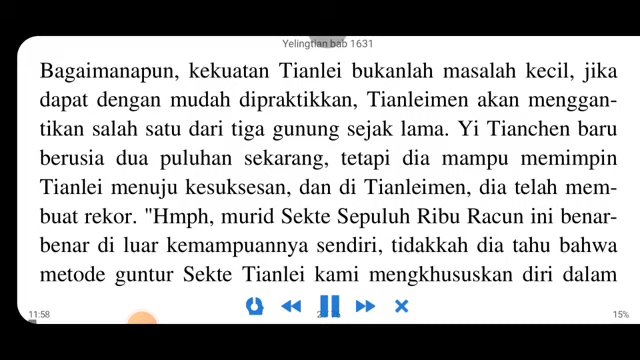 Yelingtian bab 1631
Bagaimanapun, kekuatan Tianlei bukanlah masalah kecil, jika
dapat dengan mudah dipraktikkan, Tianleimen akan menggan-
tikan salah satu dari tiga gunung sejak lama. Yi Tianchen baru
berusia dua puluhan sekarang, tetapi dia mampu memimpin
Tianlei menuju kesuksesan, dan di Tianleimen, dia telah mem-
buat rekor. "Hmph, murid Sekte Sepuluh Ribu Racun ini benar-
benar di luar kemampuannya sendiri, tidakkah dia tahu bahwa
metode guntur Sekte Tianlei kami mengkhususkan diri dalam
11:58
15%